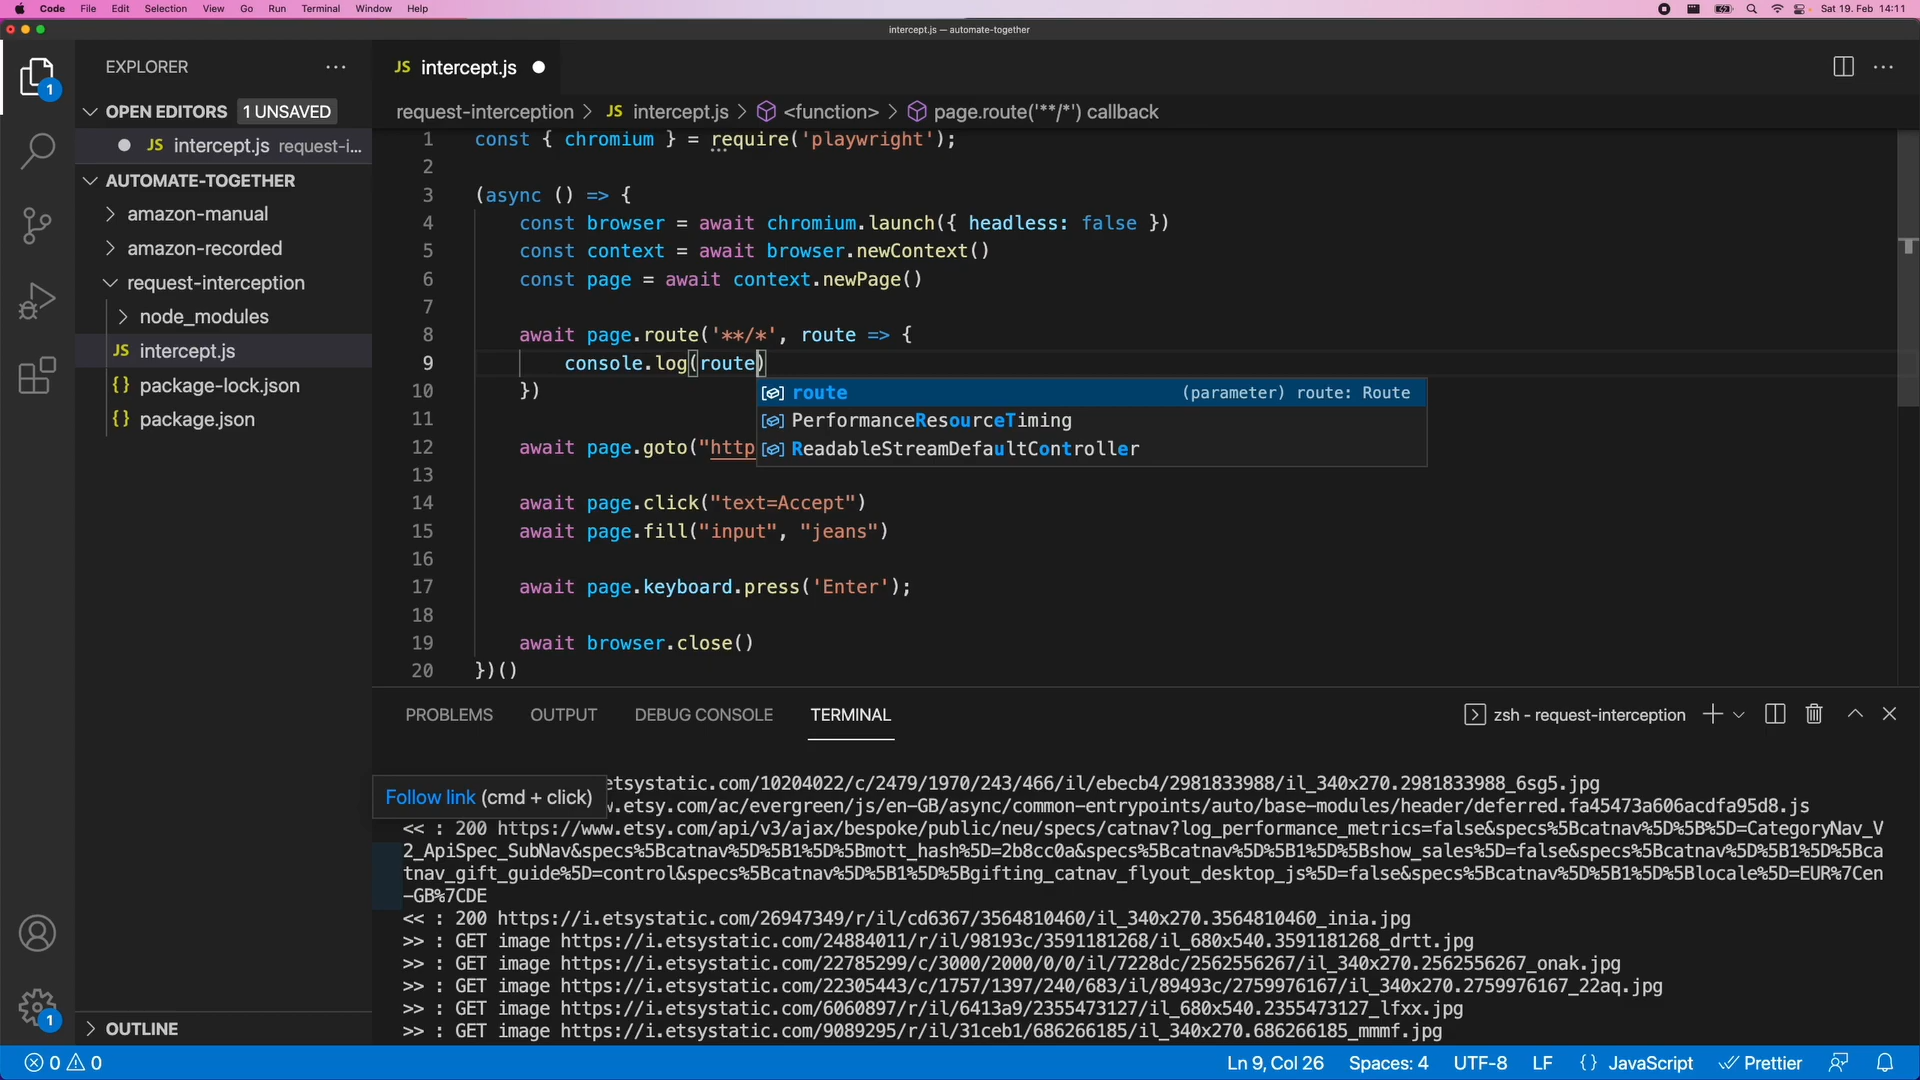 Code File Edit Selection View Go Run Terminal Window Help Sat 19. Feb 14:11
intercept.js — automate-together
EXPLORER
OPEN EDITORS 1 UNSAVED
JS intercept.js request-i...
AUTOMATE-TOGETHER
amazon-manual
amazon-recorded
request-interception
node_modules
JS intercept.js
{} package-lock.json
{} package.json
OUTLINE
1
1
JS intercept.js
request-interception > JS intercept.js > <function> > page.route('**/*') callback
1 const { chromium } = require('playwright');
2
3 (async () => {
4 const browser = await chromium.launch({ headless: false })
5 const context = await browser.newContext()
6 const page = await context.newPage()
7
8 await page.route('**/*', route => {
9 console.log(route)
10 })
11
12 await page.goto("http
13
14 await page.click("text=Accept")
15 await page.fill("input", "jeans")
16
17 await page.keyboard.press('Enter');
18
19 await browser.close()
20 })()
route (parameter) route: Route
PerformanceResourceTiming
ReadableStreamDefaultController
PROBLEMS OUTPUT DEBUG CONSOLE TERMINAL zsh - request-interception
etsystatic.com/10204022/c/2479/1970/243/466/il/ebecb4/2981833988/il_340x270.2981833988_6sg5.jpg
Follow link (cmd + click)
w.etsy.com/ac/evergreen/js/en-GB/async/common-entrypoints/auto/base-modules/header/deferred.fa45473a606acdfa95d8.js
<< : 200 https://www.etsy.com/api/v3/ajax/bespoke/public/neu/specs/catnav?log_performance_metrics=false&specs%5Bcatnav%5D%5B%5D=CategoryNav_V
2_ApiSpec_SubNav&specs%5Bcatnav%5D%5B1%5D%5Bmott_hash%5D=2b8cc0a&specs%5Bcatnav%5D%5B1%5D%5Bshow_sales%5D=false&specs%5Bcatnav%5D%5B1%5D%5Bca
tnav_gift_guide%5D=control&specs%5Bcatnav%5D%5B1%5D%5Bgifting_catnav_flyout_desktop_js%5D=false&specs%5Bcatnav%5D%5B1%5D%5Blocale%5D=EUR%7Cen
-GB%7CDE
<< : 200 https://i.etsystatic.com/26947349/r/il/cd6367/3564810460/il_340x270.3564810460_inia.jpg
>> : GET image https://i.etsystatic.com/24884011/r/il/98193c/3591181268/il_680x540.3591181268_drtt.jpg
>> : GET image https://i.etsystatic.com/22785299/c/3000/2000/0/0/il/7228dc/2562556267/il_340x270.2562556267_onak.jpg
>> : GET image https://i.etsystatic.com/22305443/c/1757/1397/240/683/il/89493c/2759976167/il_340x270.2759976167_22aq.jpg
>> : GET image https://i.etsystatic.com/6060897/r/il/6413a9/2355473127/il_680x540.2355473127_lfxx.jpg
>> : GET image https://i.etsystatic.com/9089295/r/il/31ceb1/686266185/il_340x270.686266185_mmmf.jpg
0 0 Ln 9, Col 26 Spaces: 4 UTF-8 LF {} JavaScript Prettier